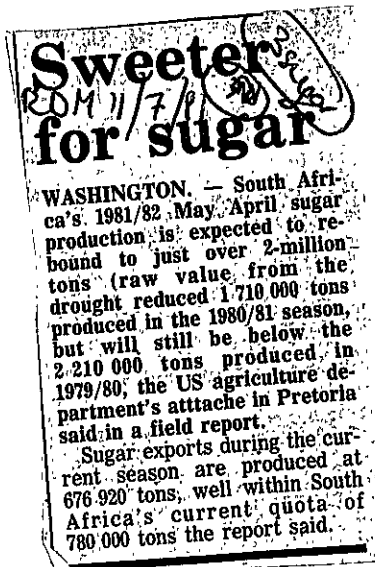 Sweeter
RDM 11/7/81
for sugar
WASHINGTON. — South Afri-
ca's 1981/82 May April sugar
production is expected to re-
bound to just over 2-million
tons (raw value from the
drought reduced 1 710 000 tons
produced in the 1980/81 season,
but will still be below the
2 210 000 tons produced in
1979/80, the US agriculture de-
partment's atttache in Pretoria
said in a field report.
Sugar exports during the cur-
rent season are produced at
676 920 tons, well within South
Africa's current quota of
780 000 tons the report said.